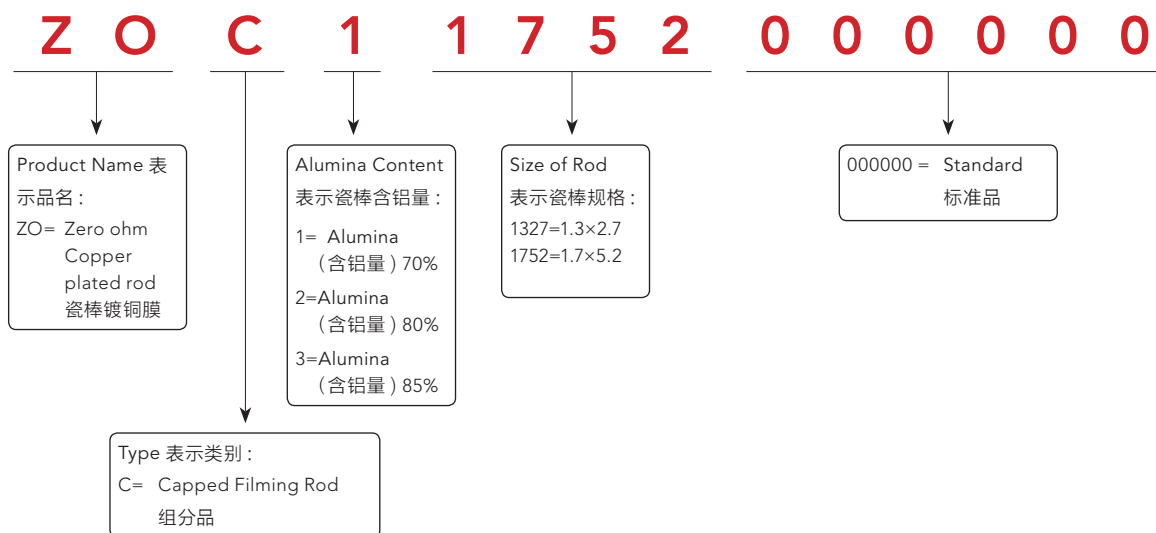 Z O C 1 1 7 5 2 0 0 0 0 0 0
Product Name 表
示品名 :
ZO= Zero ohm
Copper
plated rod
瓷棒镀铜膜
Alumina Content
表示瓷棒含铝量 :
1= Alumina
( 含铝量 ) 70%
2=Alumina
( 含铝量 ) 80%
3=Alumina
( 含铝量 ) 85%
Size of Rod
表示瓷棒规格 :
1327=1.3×2.7
1752=1.7×5.2
000000 = Standard
标准品
Type 表示类别 :
C= Capped Filming Rod
组分品